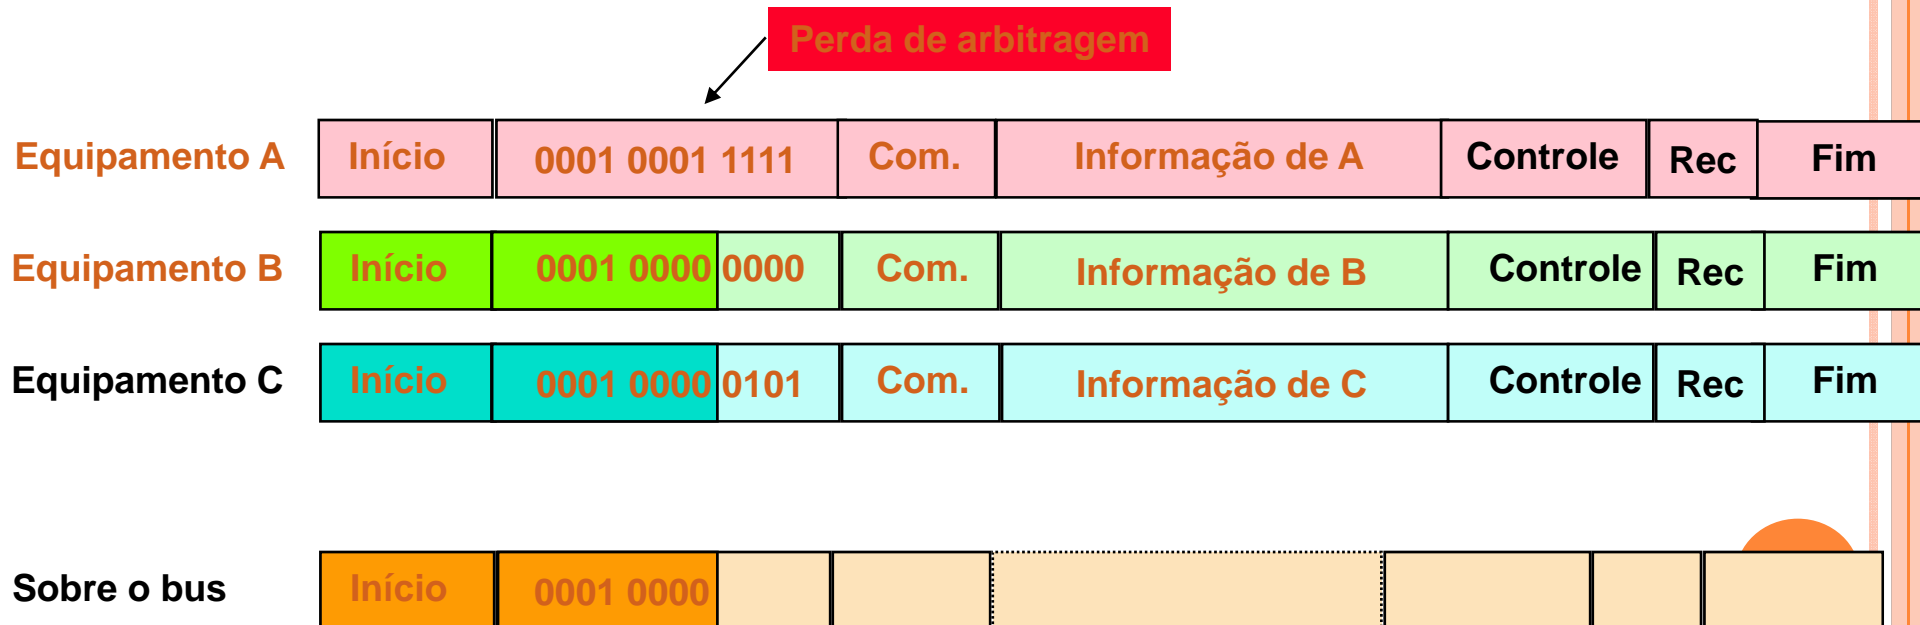 Perda de arbitragem
Equipamento A Início 0001 0001 1111 Com. Informação de A Controle Rec Fim
Equipamento B Início 0001 0000 0000 Com. Informação de B Controle Rec Fim
Equipamento C Início 0001 0000 0101 Com. Informação de C Controle Rec Fim
Sobre o bus Início 0001 0000